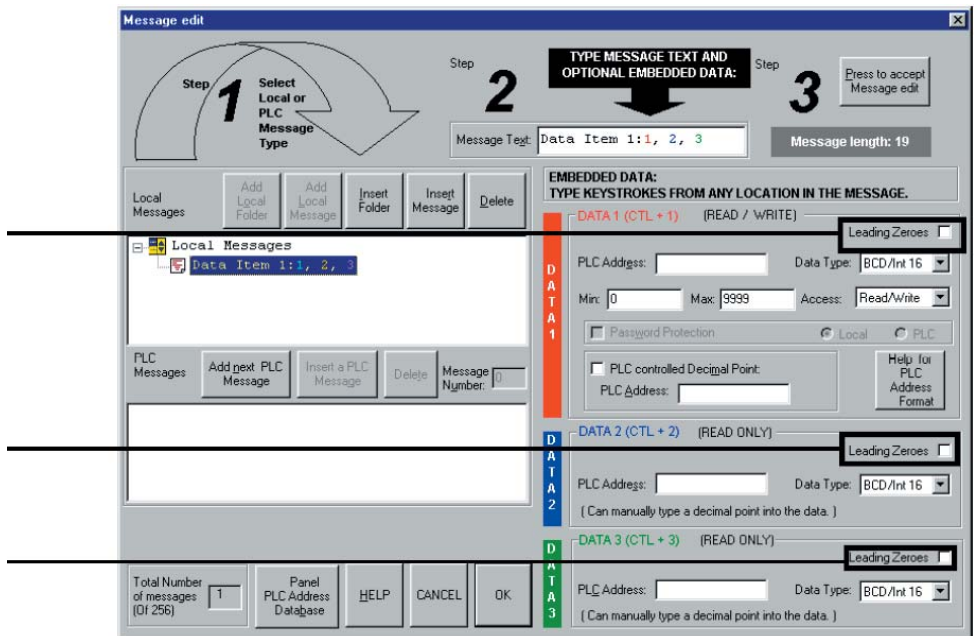 Message edit
Step 1 Select Local or PLC Message Type
Step 2
TYPE MESSAGE TEXT AND
OPTIONAL EMBEDDED DATA:
Step 3
Press to accept
Message edit
Message Text: Data Item 1:1, 2, 3
Message length: 19
Local
Messages
Add
Local
Folder
Add
Local
Message
Insert
Folder
Insert
Message
Delete
Local Messages
Data Item 1:1, 2, 3
PLC
Messages
Add next PLC
Message
Insert a PLC
Message
Delete
Message
Number: 0
Total Number
of messages
(Of 256)
1
Panel
PLC Address
Database
HELP
CANCEL
OK
EMBEDDED DATA:
TYPE KEYSTROKES FROM ANY LOCATION IN THE MESSAGE.
DATA 1
DATA 1 (CTL + 1) (READ / WRITE)
Leading Zeroes
PLC Address: Data Type: BCD/Int 16
Min: 0 Max: 9999 Access: Read/Write
Password Protection Local PLC
PLC controlled Decimal Point:
PLC Address:
Help for
PLC
Address
Format
DATA 2
DATA 2 (CTL + 2) (READ ONLY)
Leading Zeroes
PLC Address: Data Type: BCD/Int 16
( Can manually type a decimal point into the data. )
DATA 3
DATA 3 (CTL + 3) (READ ONLY)
Leading Zeroes
PLC Address: Data Type: BCD/Int 16
( Can manually type a decimal point into the data. )